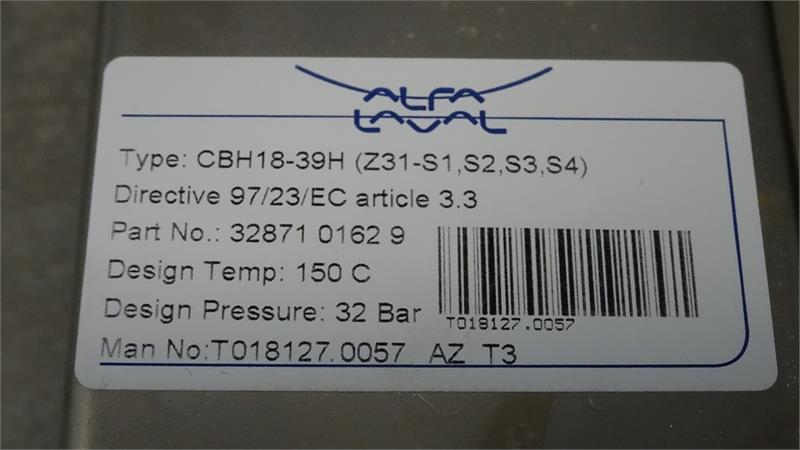 ALFA
LAVAL
Type: CBH18-39H (Z31-S1,S2,S3,S4)
Directive 97/23/EC article 3.3
Part No.: 32871 0162 9
Design Temp: 150 C
Design Pressure: 32 Bar
T018127.0057
Man No:T018127.0057 AZ T3